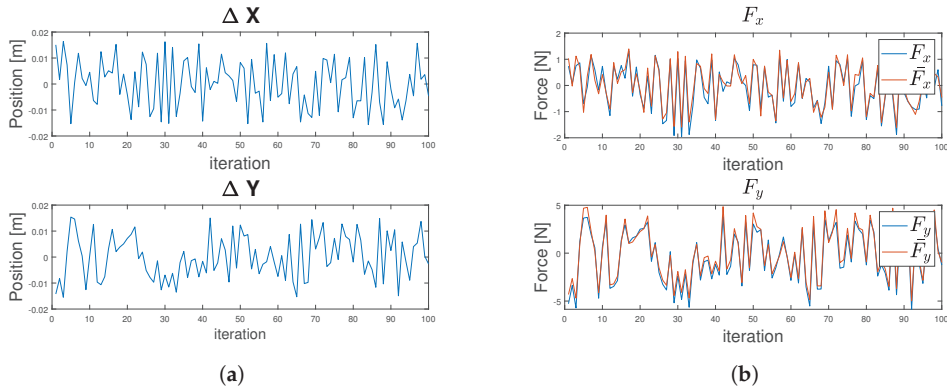 Δ X
Position [m]
0.02
0.01
0
-0.01
-0.02
0 10 20 30 40 50 60 70 80 90 100
iteration
Δ Y
Position [m]
0.02
0.01
0
-0.01
-0.02
0 10 20 30 40 50 60 70 80 90 100
iteration
(a)
F_x
Force [N]
2
1
0
-1
-2
0 10 20 30 40 50 60 70 80 90 100
iteration
F_x
F̄_x
F_y
Force [N]
5
0
-5
0 10 20 30 40 50 60 70 80 90 100
iteration
F_y
F̄_y
(b)